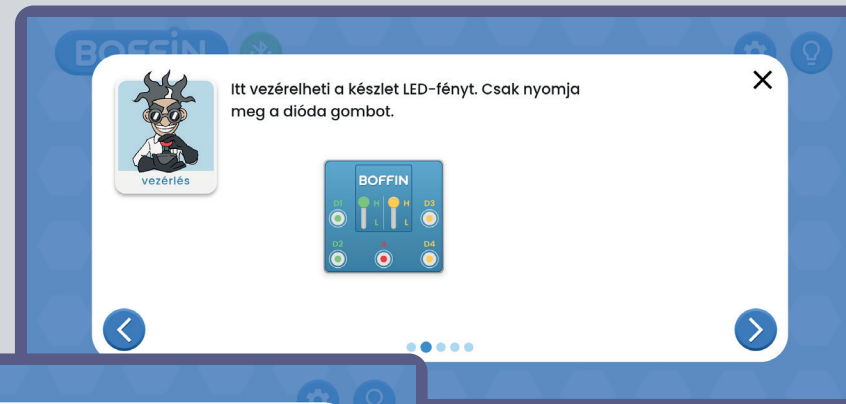 BOFFIN
Itt vezérelheti a készlet LED-fényt. Csak nyomja
meg a dióda gombot.
vezérlés
BOFFIN
D1 H H D3
L L
D2 D4